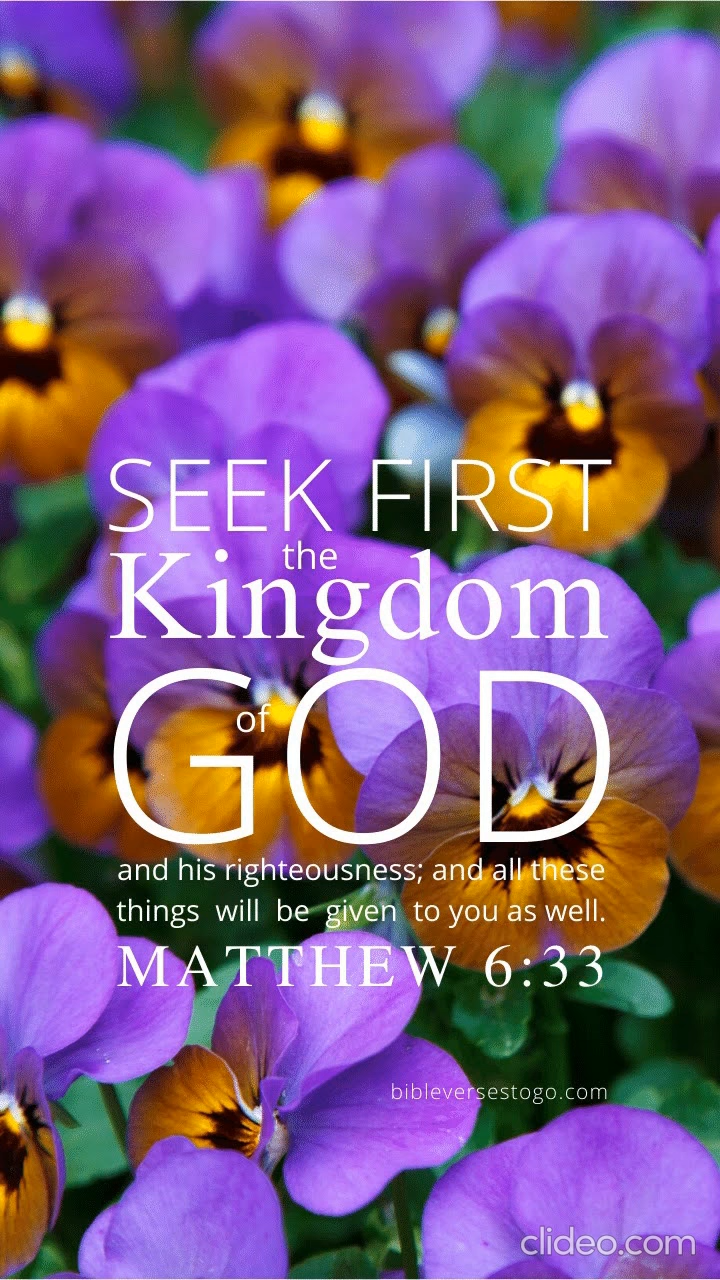 SEEK FIRST
the
Kingdom
of
GOD
and his righteousness; and all these
things will be given to you as well.
MATTHEW 6:33
bibleversestogo.com
clideo.com